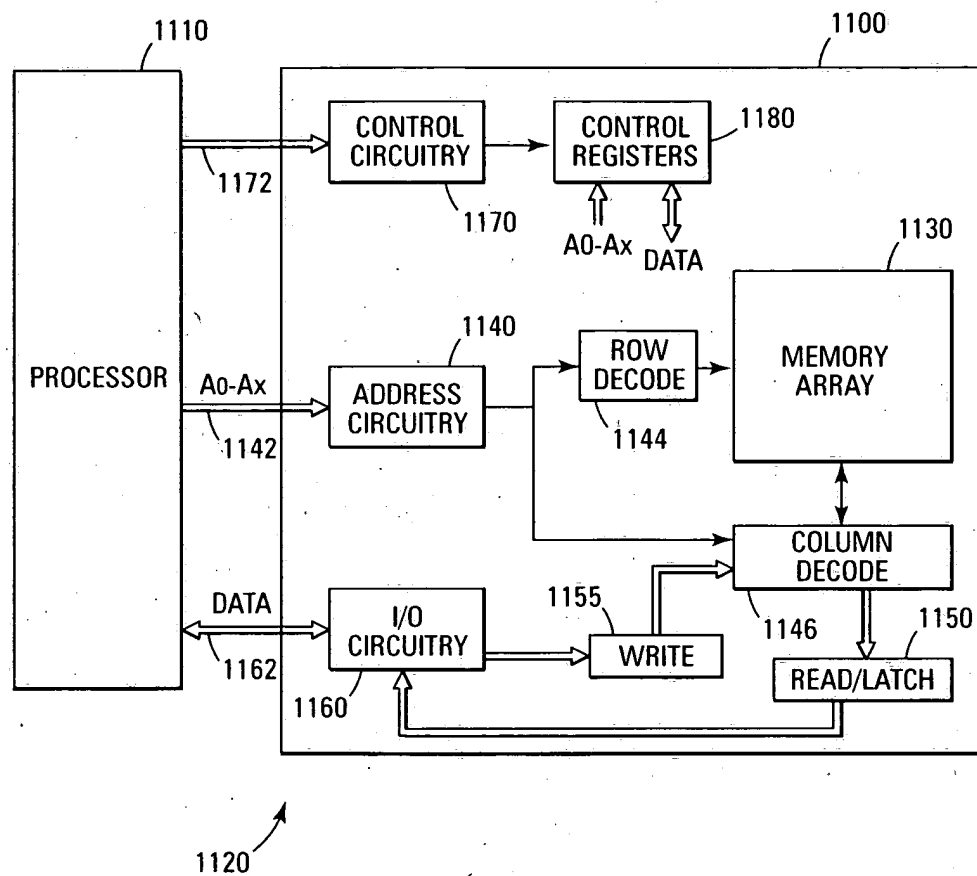 1110
1100
CONTROL
CIRCUITRY
CONTROL
REGISTERS
1180
1172
1170
A0-Ax
DATA
1130
PROCESSOR
A0-Ax
1142
1140
ADDRESS
CIRCUITRY
ROW
DECODE
1144
MEMORY
ARRAY
COLUMN
DECODE
1146
1150
DATA
1162
I/O
CIRCUITRY
1160
1155
WRITE
READ/LATCH
1120